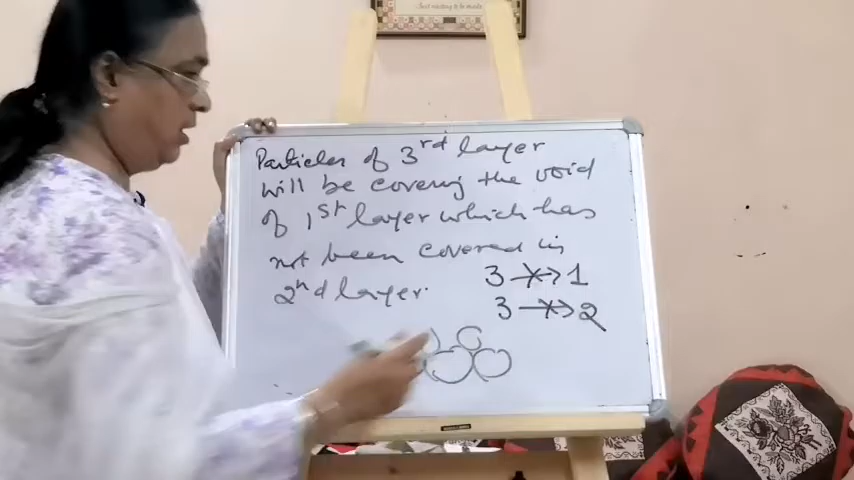 Particles of 3rd layer
will be covering the void
of 1st layer which has
not been covered in
2nd layer.
3 1
3 2